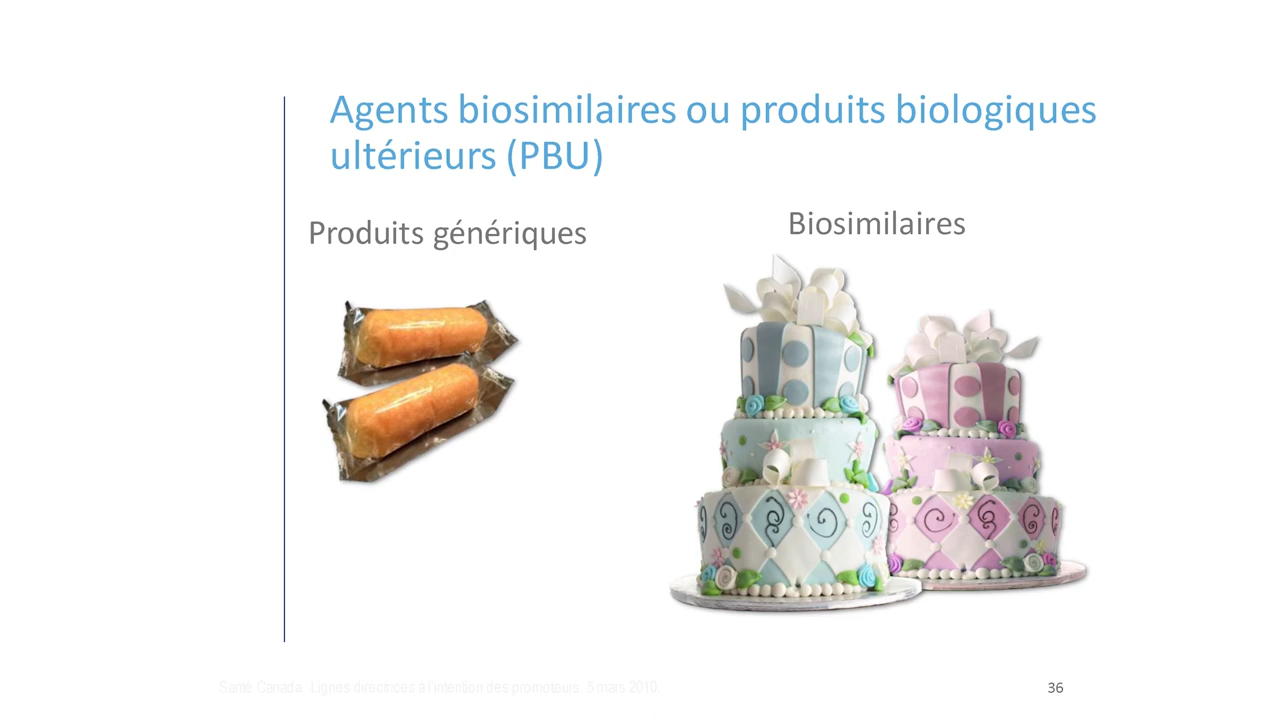 Agents biosimilaires ou produits biologiques
ultérieurs (PBU)
Produits génériques
Biosimilaires
Santé Canada. Lignes directrices à l'intention des promoteurs. 5 mars 2010.
36